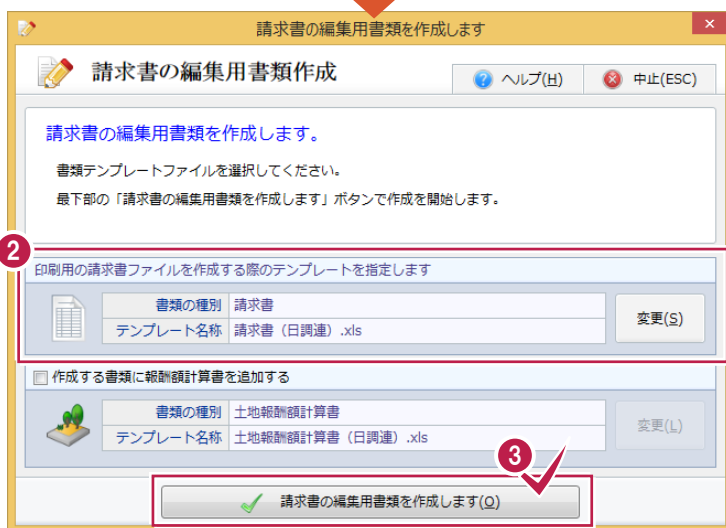 請求書の編集用書類を作成します
請求書の編集用書類作成
ヘルプ(H)
中止(ESC)
請求書の編集用書類を作成します。
書類テンプレートファイルを選択してください。
最下部の「請求書の編集用書類を作成します」ボタンで作成を開始します。
2
印刷用の請求書ファイルを作成する際のテンプレートを指定します
書類の種別 請求書
テンプレート名称 請求書（日調連）.xls
変更(S)
作成する書類に報酬額計算書を追加する
書類の種別 土地報酬額計算書
テンプレート名称 土地報酬額計算書（日調連）.xls
変更(L)
3
請求書の編集用書類を作成します(O)